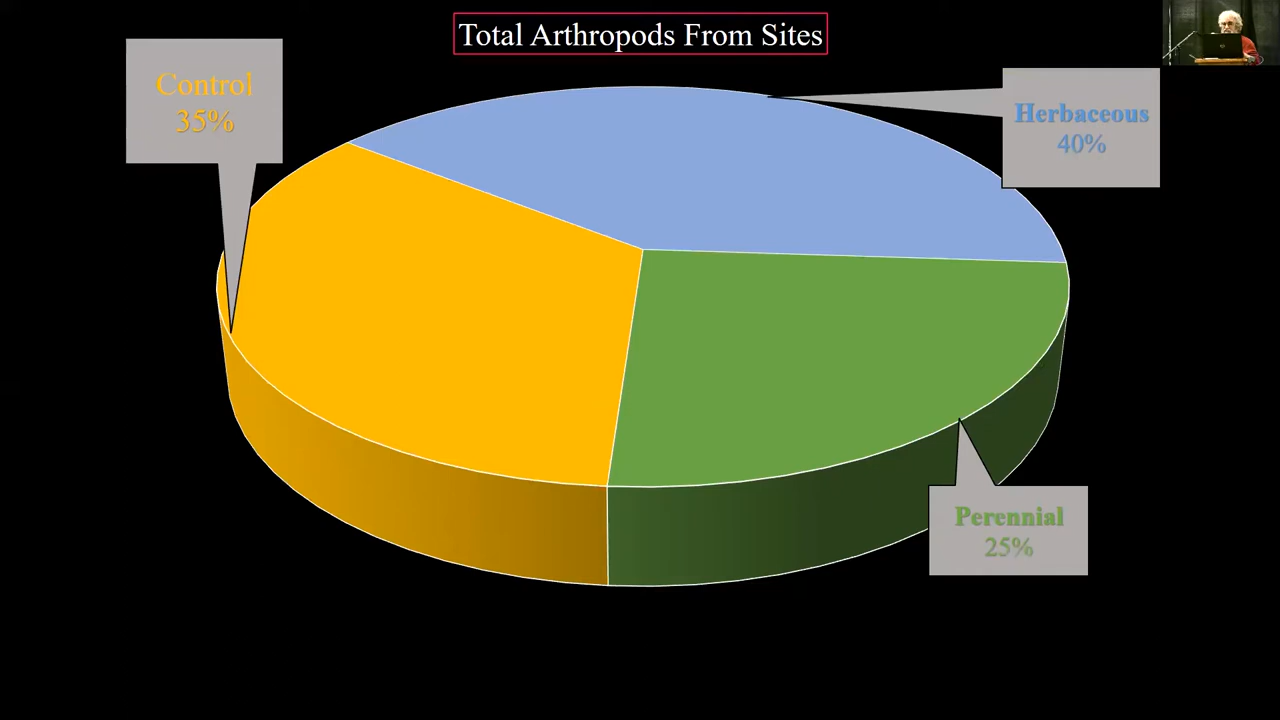 Total Arthropods From Sites
Control
35%
Herbaceous
40%
Perennial
25%